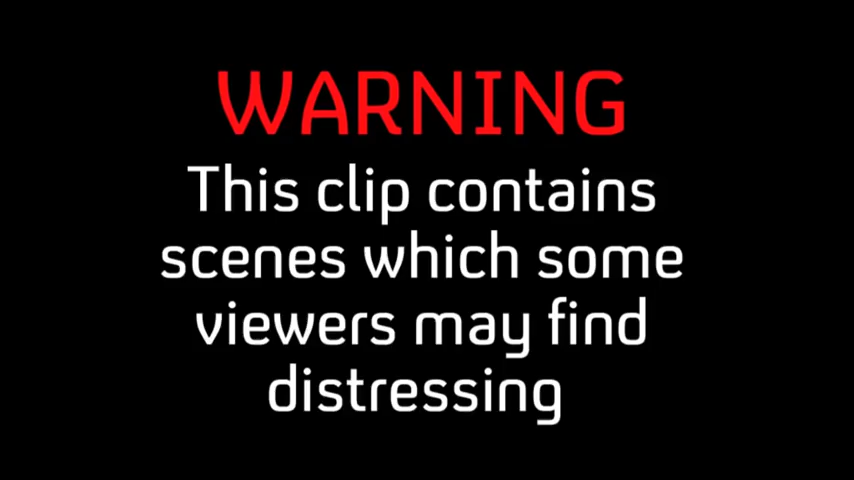 WARNING
This clip contains
scenes which some
viewers may find
distressing